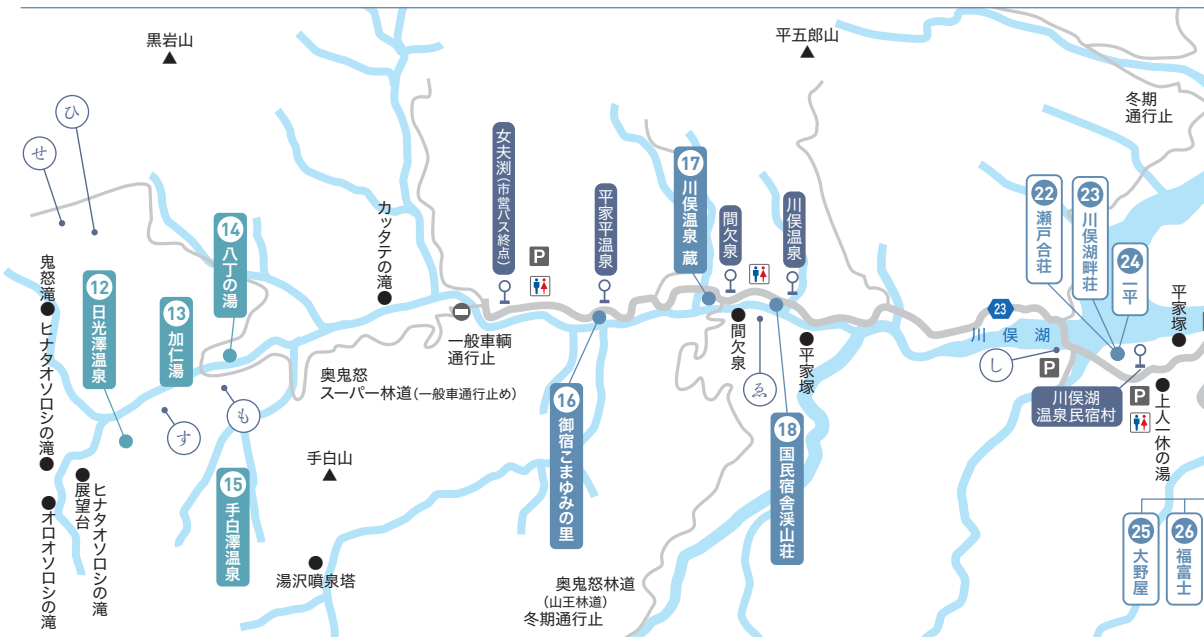 黒岩山
平五郎山
冬期
通行止
ひ
せ
女夫渕(市営バス終点)
P
平家平温泉
17
川俣温泉 蔵
間欠泉
川俣温泉
22
瀬戸合荘
23
川俣湖畔荘
24
一平
14
八丁の湯
カッタテの滝
鬼怒滝
12
日光澤温泉
13
加仁湯
ヒナタオソロシの滝
一般車輌
通行止
奥鬼怒
スーパー林道(一般車通行止め)
間欠泉
ゑ
平家塚
23
川俣湖
し
P
平家塚
川俣湖
温泉民宿村
P
上人一休の湯
す
も
16
御宿こまゆみの里
18
国民宿舎渓山荘
手白山
15
手白澤温泉
ヒナタオソロシの滝
展望台
オロオソロシの滝
湯沢噴泉塔
奥鬼怒林道
(山王林道)
冬期通行止
25
大野屋
26
福冨士